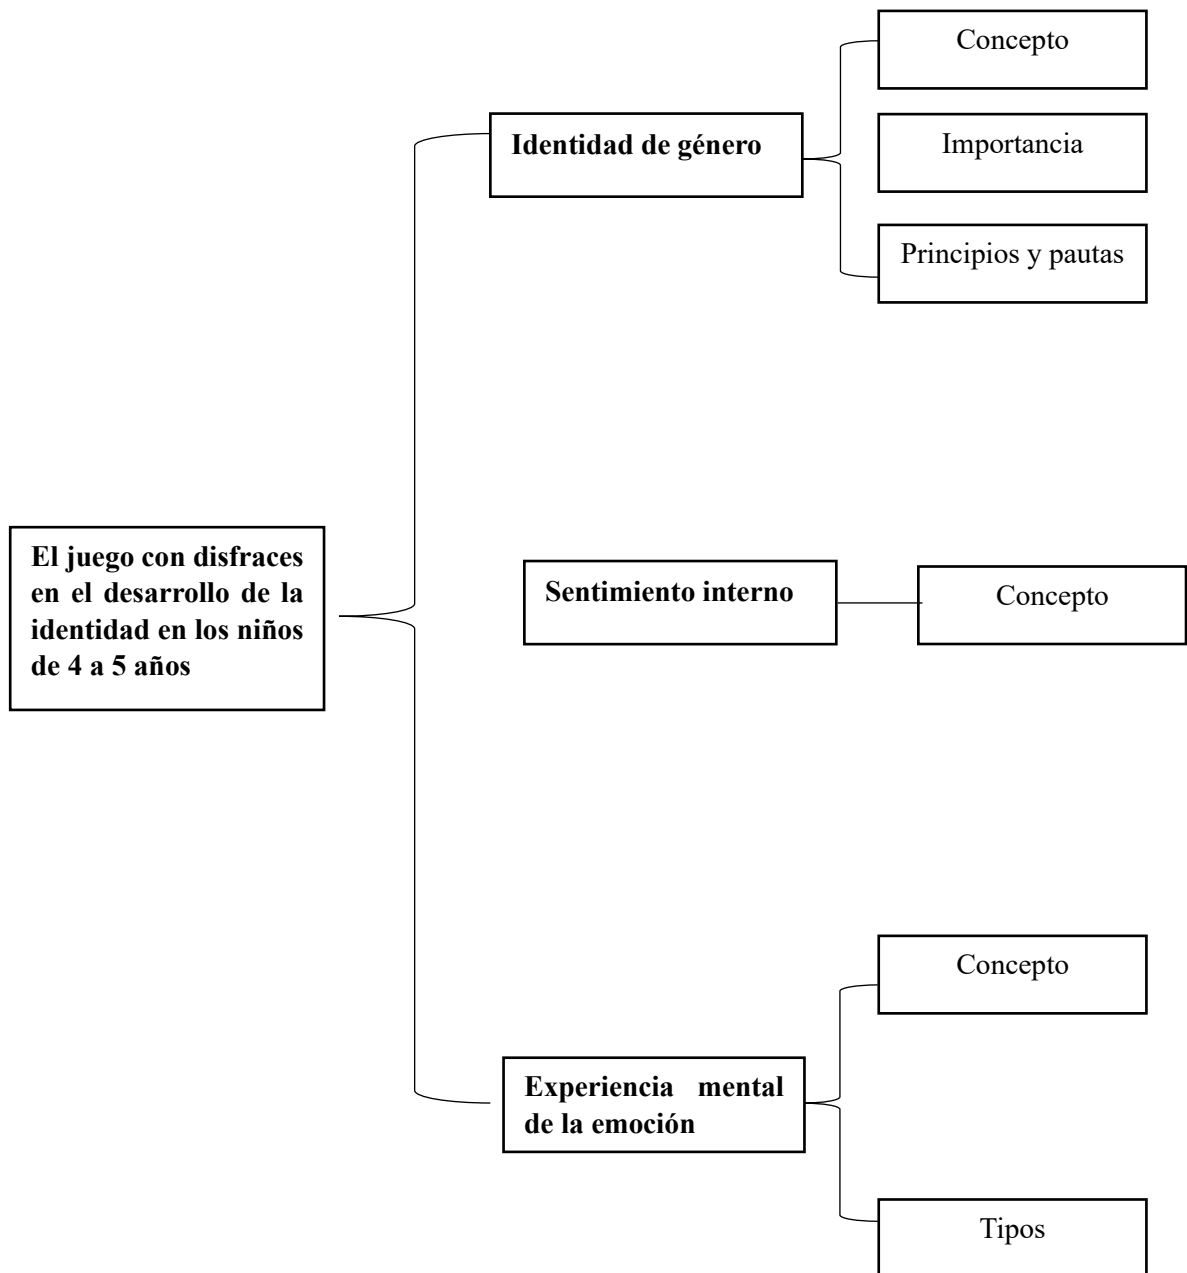 Concepto
Identidad de género
Importancia
Principios y pautas
El juego con disfraces
en el desarrollo de la
identidad en los niños
de 4 a 5 años
Sentimiento interno
Concepto
Concepto
Experiencia mental
de la emoción
Tipos